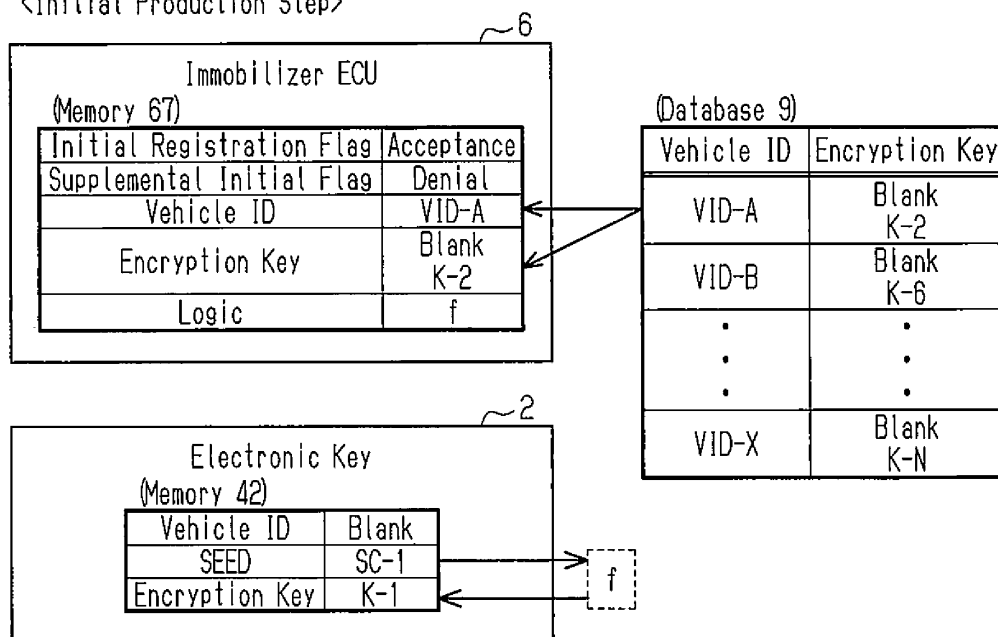 <Initial Production Step>
6
Immobilizer ECU
(Memory 67)
Initial Registration Flag Acceptance
Supplemental Initial Flag Denial
Vehicle ID VID-A
Encryption Key Blank
K-2
Logic f
(Database 9)
Vehicle ID Encryption Key
VID-A Blank
K-2
VID-B Blank
K-6
VID-X Blank
K-N
2
Electronic Key
(Memory 42)
Vehicle ID Blank
SEED SC-1
Encryption Key K-1
f